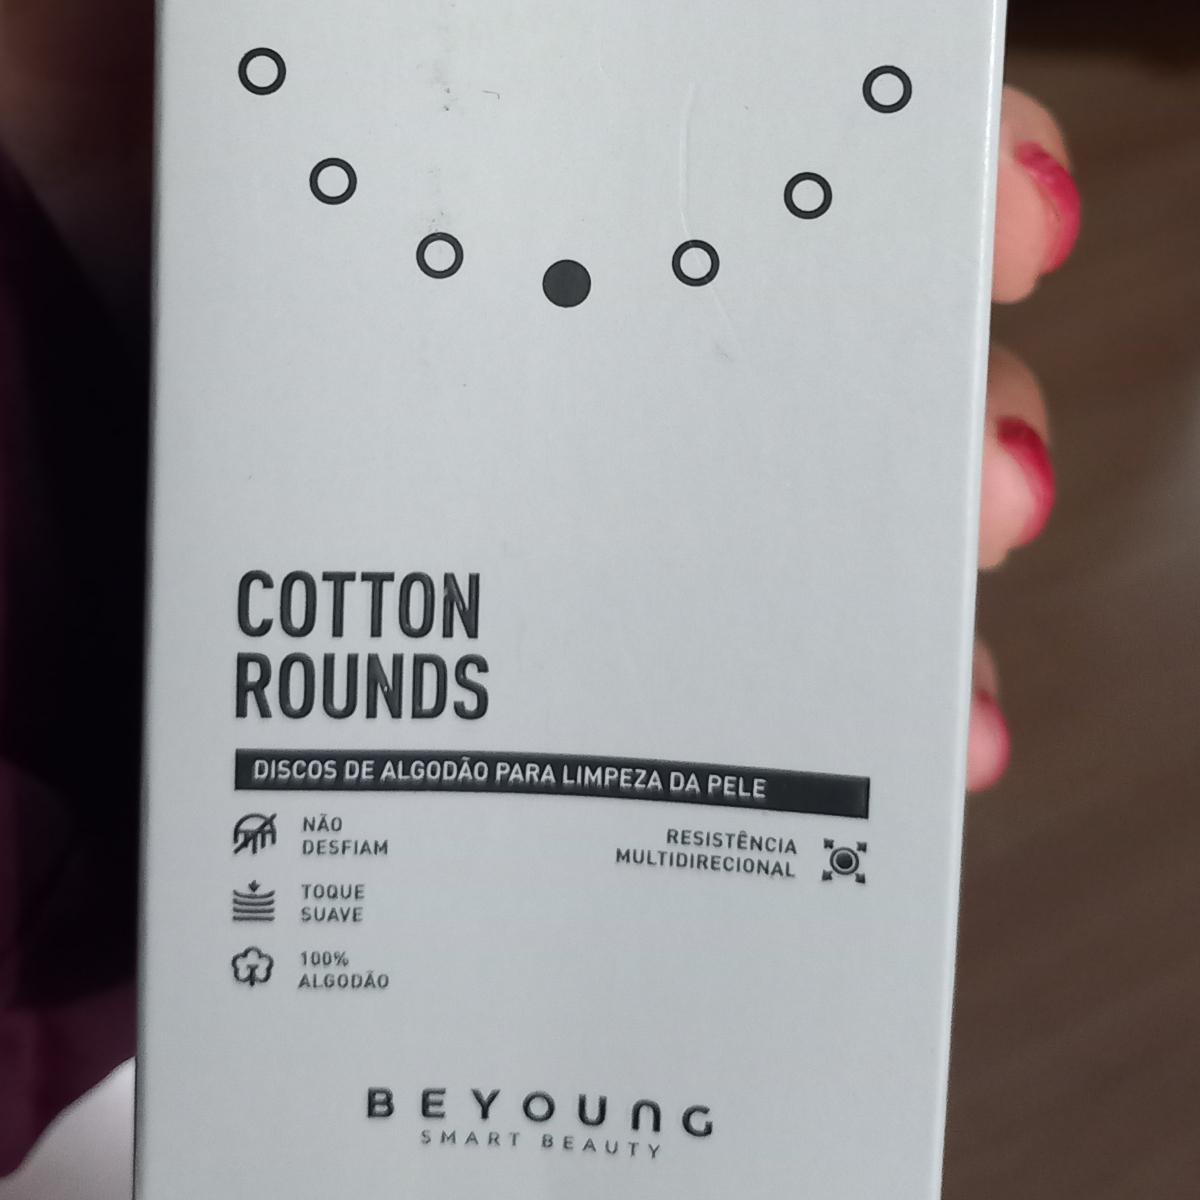 COTTON
ROUNDS
DISCOS DE ALGODÃO PARA LIMPEZA DA PELE
NÃO
DESFIAM
RESISTÊNCIA
MULTIDIRECIONAL
TOQUE
SUAVE
100%
ALGODÃO
BEYOUNG
SMART BEAUTY